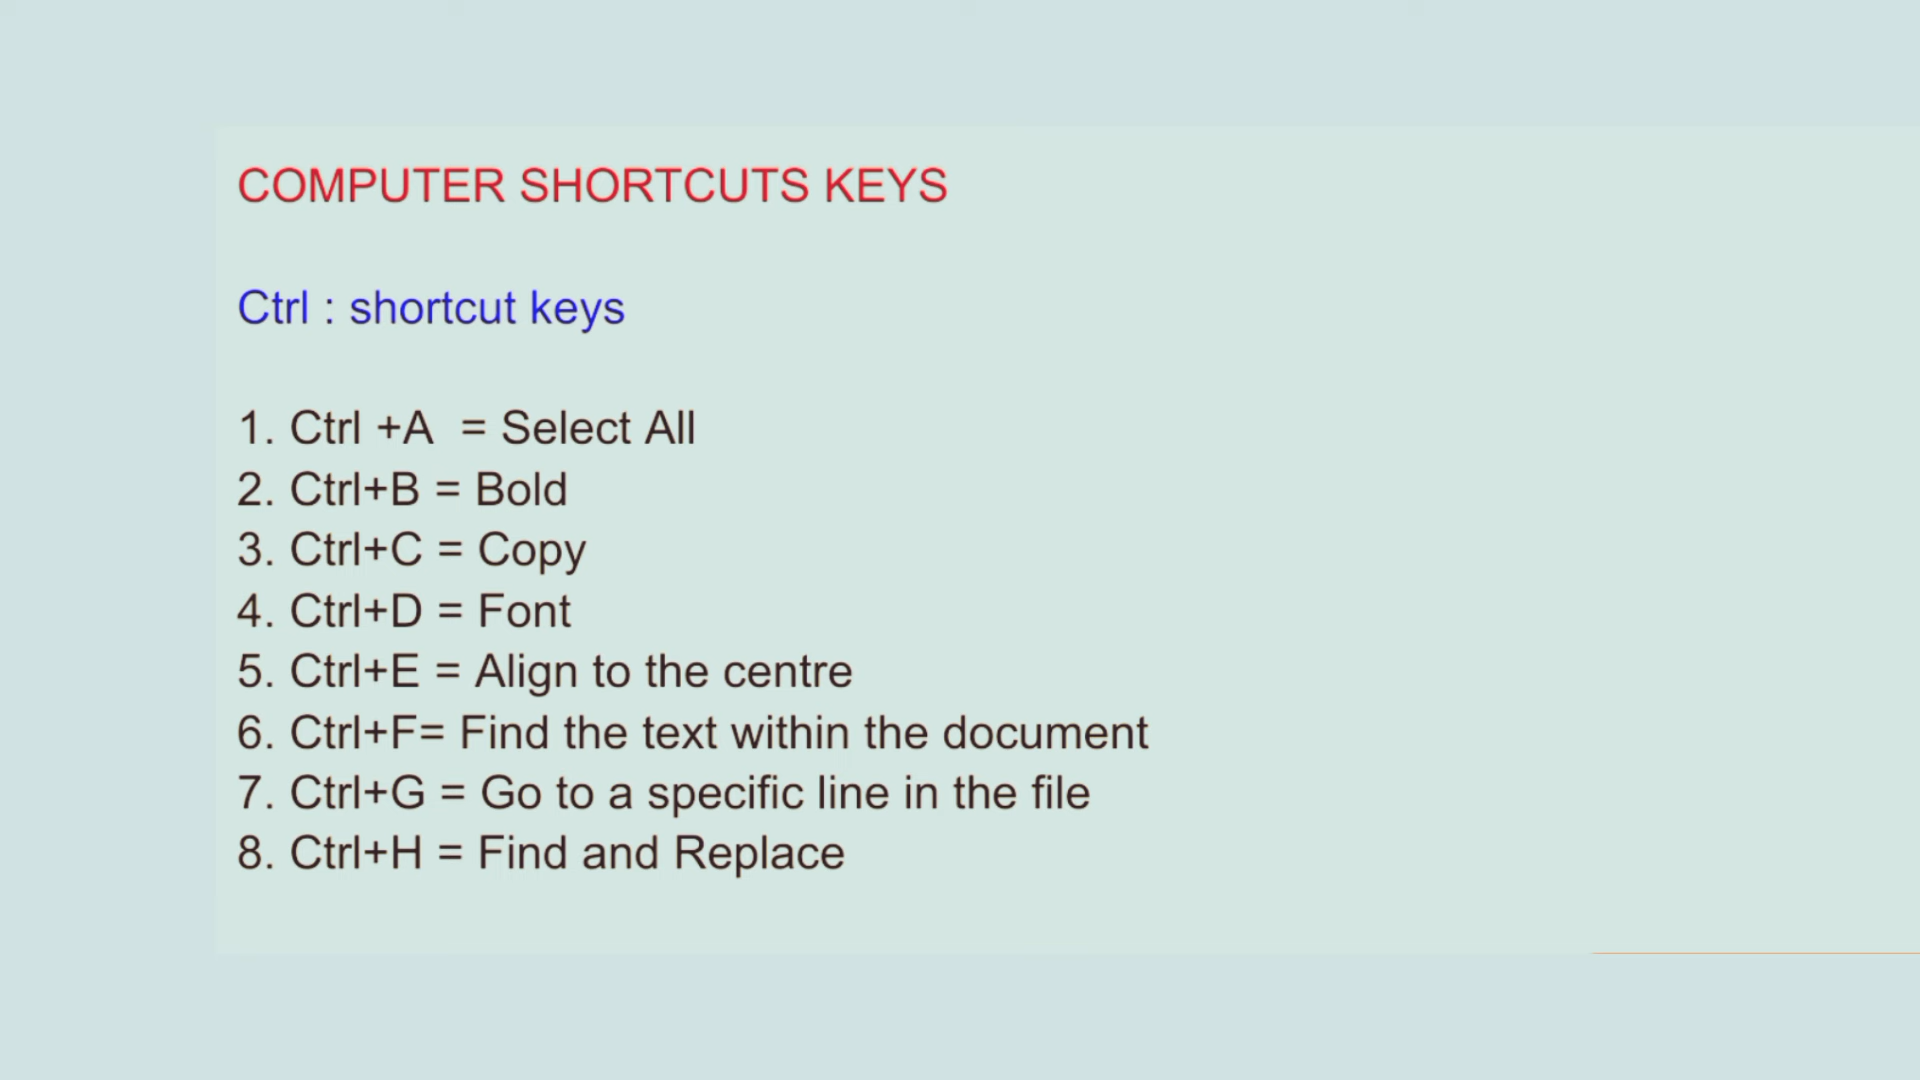 COMPUTER SHORTCUTS KEYS
Ctrl : shortcut keys
1. Ctrl +A  = Select All
2. Ctrl+B = Bold
3. Ctrl+C = Copy
4. Ctrl+D = Font
5. Ctrl+E = Align to the centre
6. Ctrl+F= Find the text within the document
7. Ctrl+G = Go to a specific line in the file
8. Ctrl+H = Find and Replace